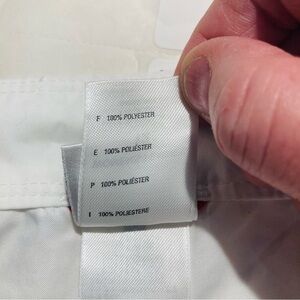 F 100% POLYESTER
E 100% POLIÉSTER
P 100% POLIÉSTER
I 100% POLIESTERE